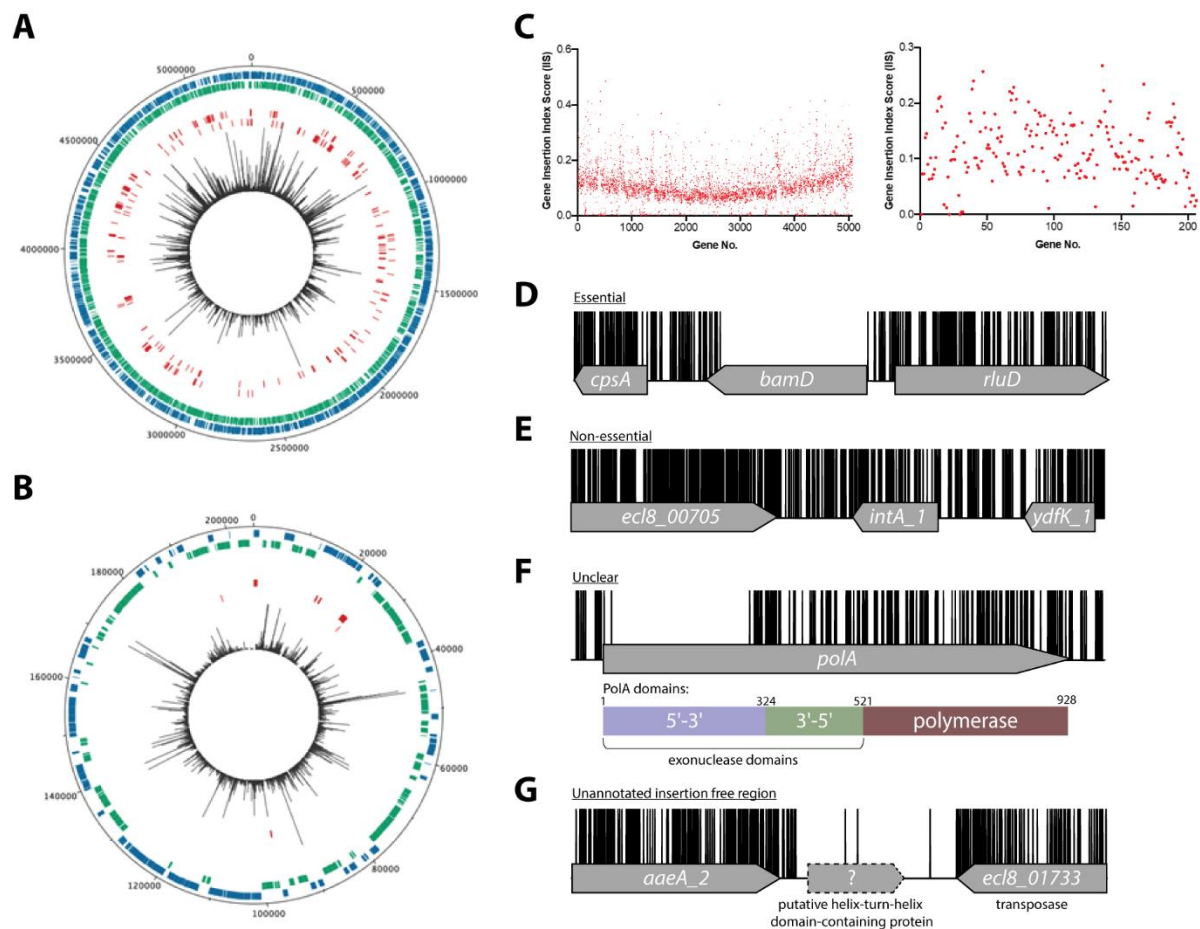 A
0
500000
1000000
1500000
2000000
2500000
3000000
3500000
4000000
4500000
5000000
B
0
20000
40000
60000
80000
100000
120000
140000
160000
180000
200000
C
Gene Insertion Index Score (IIS)
0.6
0.4
0.2
0.0
0 1000 2000 3000 4000 5000
Gene No.
Gene Insertion Index Score (IIS)
0.3
0.2
0.1
0.0
0 50 100 150 200
Gene No.
D
Essential
cpsA bamD rluD
E
Non-essential
ecl8_00705 intA_1 ydfK_1
F
Unclear
polA
PolA domains:
1 324 521 928
5'-3' 3'-5' polymerase
exonuclease domains
G
Unannotated insertion free region
aaeA_2 ? ecl8_01733
putative helix-turn-helix transposase
domain-containing protein